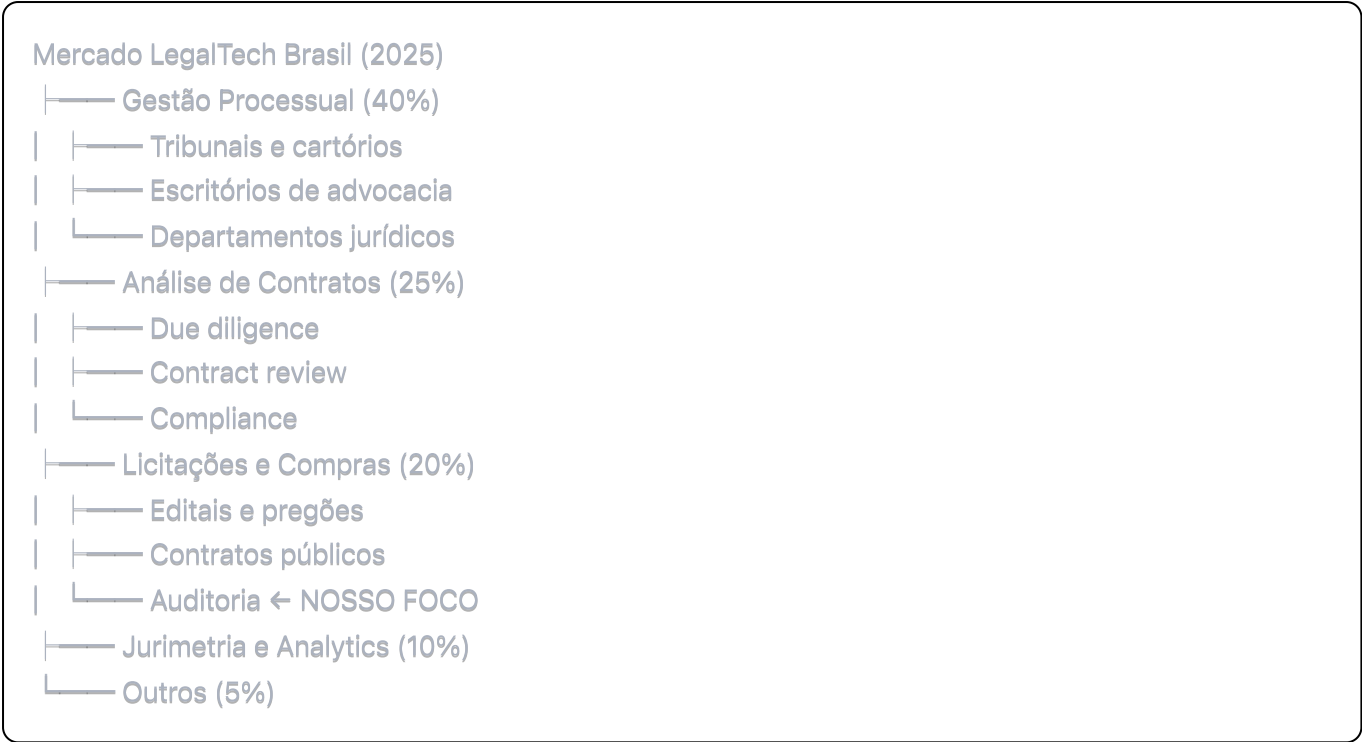 Mercado LegalTech Brasil (2025)
├── Gestão Processual (40%)
│ ├── Tribunais e cartórios
│ ├── Escritórios de advocacia
│ └── Departamentos jurídicos
├── Análise de Contratos (25%)
│ ├── Due diligence
│ ├── Contract review
│ └── Compliance
├── Licitações e Compras (20%)
│ ├── Editais e pregões
│ ├── Contratos públicos
│ └── Auditoria ← NOSSO FOCO
├── Jurimetria e Analytics (10%)
└── Outros (5%)